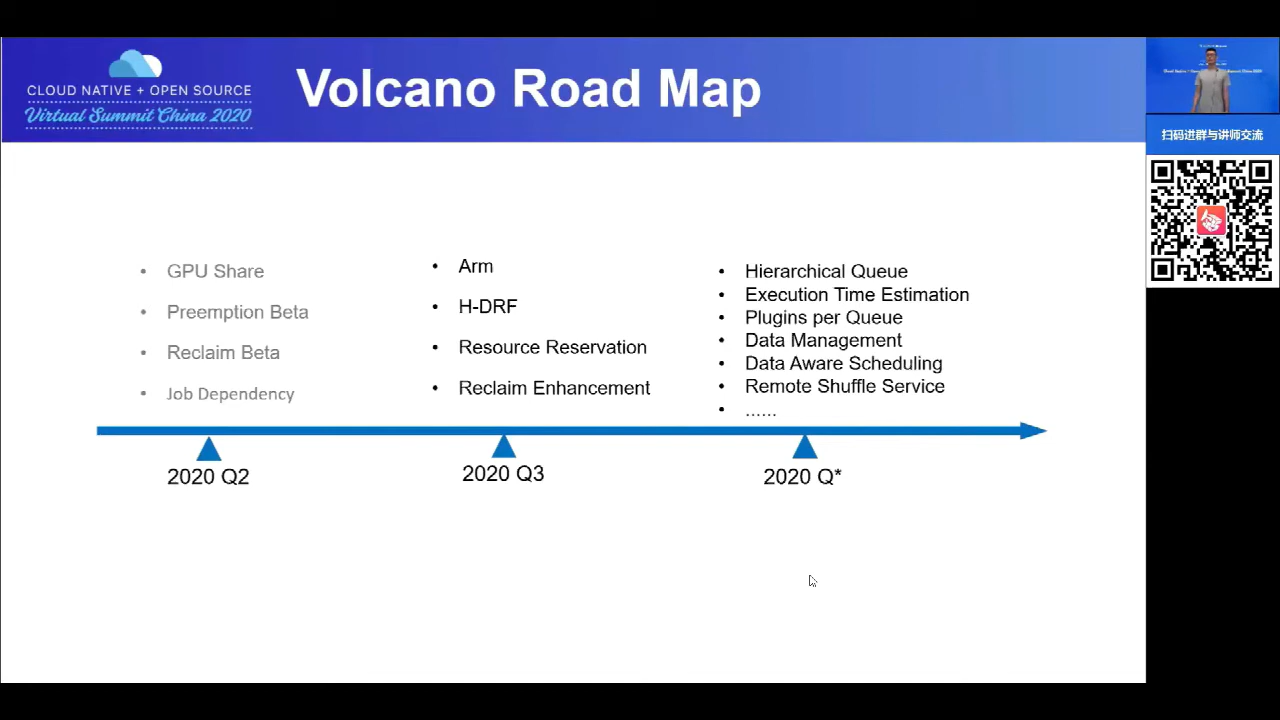 CLOUD NATIVE + OPEN SOURCE
Virtual Summit China 2020
Volcano Road Map
扫码进群与讲师交流
• GPU Share
• Preemption Beta
• Reclaim Beta
• Job Dependency
• Arm
• H-DRF
• Resource Reservation
• Reclaim Enhancement
• Hierarchical Queue
• Execution Time Estimation
• Plugins per Queue
• Data Management
• Data Aware Scheduling
• Remote Shuffle Service
• ......
2020 Q2
2020 Q3
2020 Q*